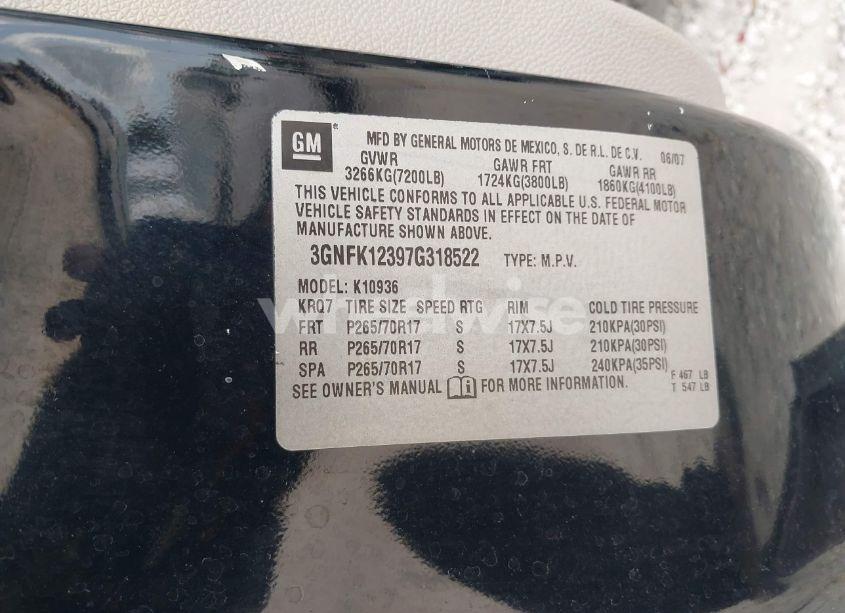 GM
MFD BY GENERAL MOTORS DE MEXICO, S. DE R.L. DE C.V. 06/07
GVWR GAWR FRT GAWR RR
3266KG(7200LB) 1724KG(3800LB) 1860KG(4100LB)
THIS VEHICLE CONFORMS TO ALL APPLICABLE U.S. FEDERAL MOTOR
VEHICLE SAFETY STANDARDS IN EFFECT ON THE DATE OF
MANUFACTURE SHOWN ABOVE.
3GNFK12397G318522 TYPE: M.P.V.
MODEL: K10936
KRQ7 TIRE SIZE SPEED RTG RIM COLD TIRE PRESSURE
FRT P265/70R17 S 17X7.5J 210KPA(30PSI)
RR P265/70R17 S 17X7.5J 210KPA(30PSI)
SPA P265/70R17 S 17X7.5J 240KPA(35PSI)
F 467 LB
SEE OWNER'S MANUAL FOR MORE INFORMATION. T 547 LB